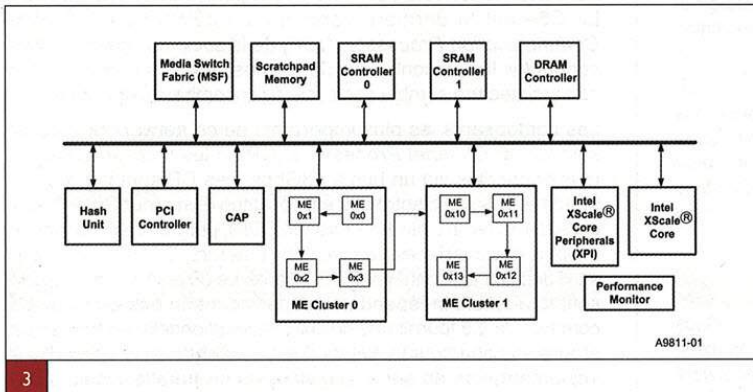 Media Switch
Fabric (MSF)
Scratchpad
Memory
SRAM
Controller
0
SRAM
Controller
1
DRAM
Controller
Hash
Unit
PCI
Controller
CAP
ME
0x1
ME
0x0
ME
0x2
ME
0x3
ME Cluster 0
ME
0x10
ME
0x11
ME
0x13
ME
0x12
ME Cluster 1
Intel
XScale®
Core
Peripherals
(XPI)
Intel
XScale®
Core
Performance
Monitor
A9811-01
3